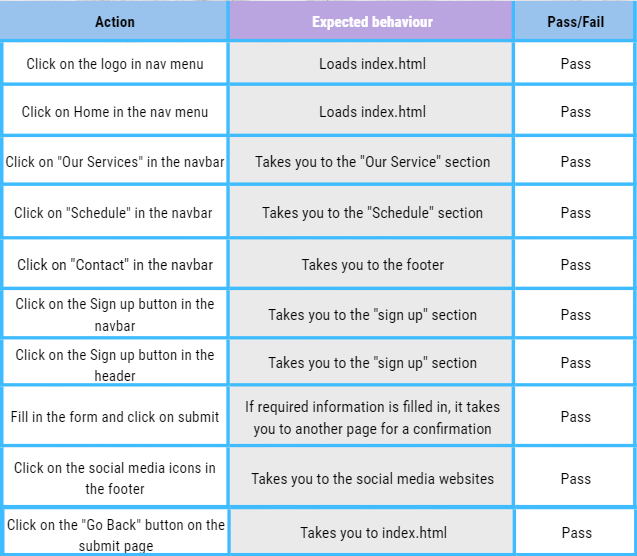 Action Expected behaviour Pass/Fail
Click on the logo in nav menu Loads index.html Pass
Click on Home in the nav menu Loads index.html Pass
Click on "Our Services" in the navbar Takes you to the "Our Service" section Pass
Click on "Schedule" in the navbar Takes you to the "Schedule" section Pass
Click on "Contact" in the navbar Takes you to the footer Pass
Click on the Sign up button in the
navbar
Takes you to the "sign up" section Pass
Click on the Sign up button in the
header
Takes you to the "sign up" section Pass
Fill in the form and click on submit
If required information is filled in, it takes
you to another page for a confirmation
Pass
Click on the social media icons in
the footer
Takes you to the social media websites Pass
Click on the "Go Back" button on the
submit page
Takes you to index.html Pass